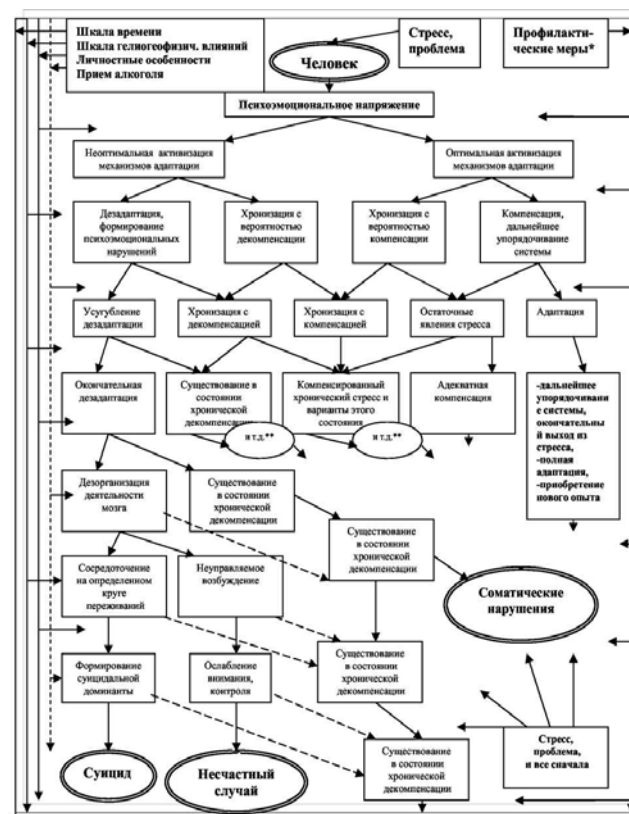 Шкала времени
Шкала гелиогеофизич. влияний
Личностные особенности
Прием алкоголя
Человек
Стресс,
проблема
Профилакти-
ческие меры*
Психоэмоциональное напряжение
Неоптимальная активизация
механизмов адаптации
Оптимальная активизация
механизмов адаптации
Дезадаптация,
формирование
психоэмоциональных
нарушений
Хронизация с
вероятностью
декомпенсации
Хронизация с
вероятностью
компенсации
Компенсация,
дальнейшее
упорядочивание
системы
Усугубление
дезадаптации
Хронизация с
декомпенсацией
Хронизация с
компенсацией
Остаточные
явления стресса
Адаптация
Окончательная
дезадаптация
Существование в
состоянии
хронической
декомпенсации
Компенсированный
хронический стресс и
варианты этого
состояния
Адекватная
компенсация
-дальнейшее
упорядочивани
е системы,
окончательны
й выход из
стресса,
-полная
адаптация,
-приобретение
нового опыта
и т.д.**
и т.д.**
Дезорганизация
деятельности
мозга
Существование в
состоянии
хронической
декомпенсации
Существование
в состоянии
хронической
декомпенсации
Сосредоточение
на определенном
круге
переживаний
Неуправляемое
возбуждение
Соматические
нарушения
Формирование
суицидальной
доминанты
Ослабление
внимания,
контроля
Существование
в состоянии
хронической
декомпенсации
Суицид
Несчастный
случай
Существование
в состоянии
хронической
декомпенсации
Стресс,
проблема,
и все сначала